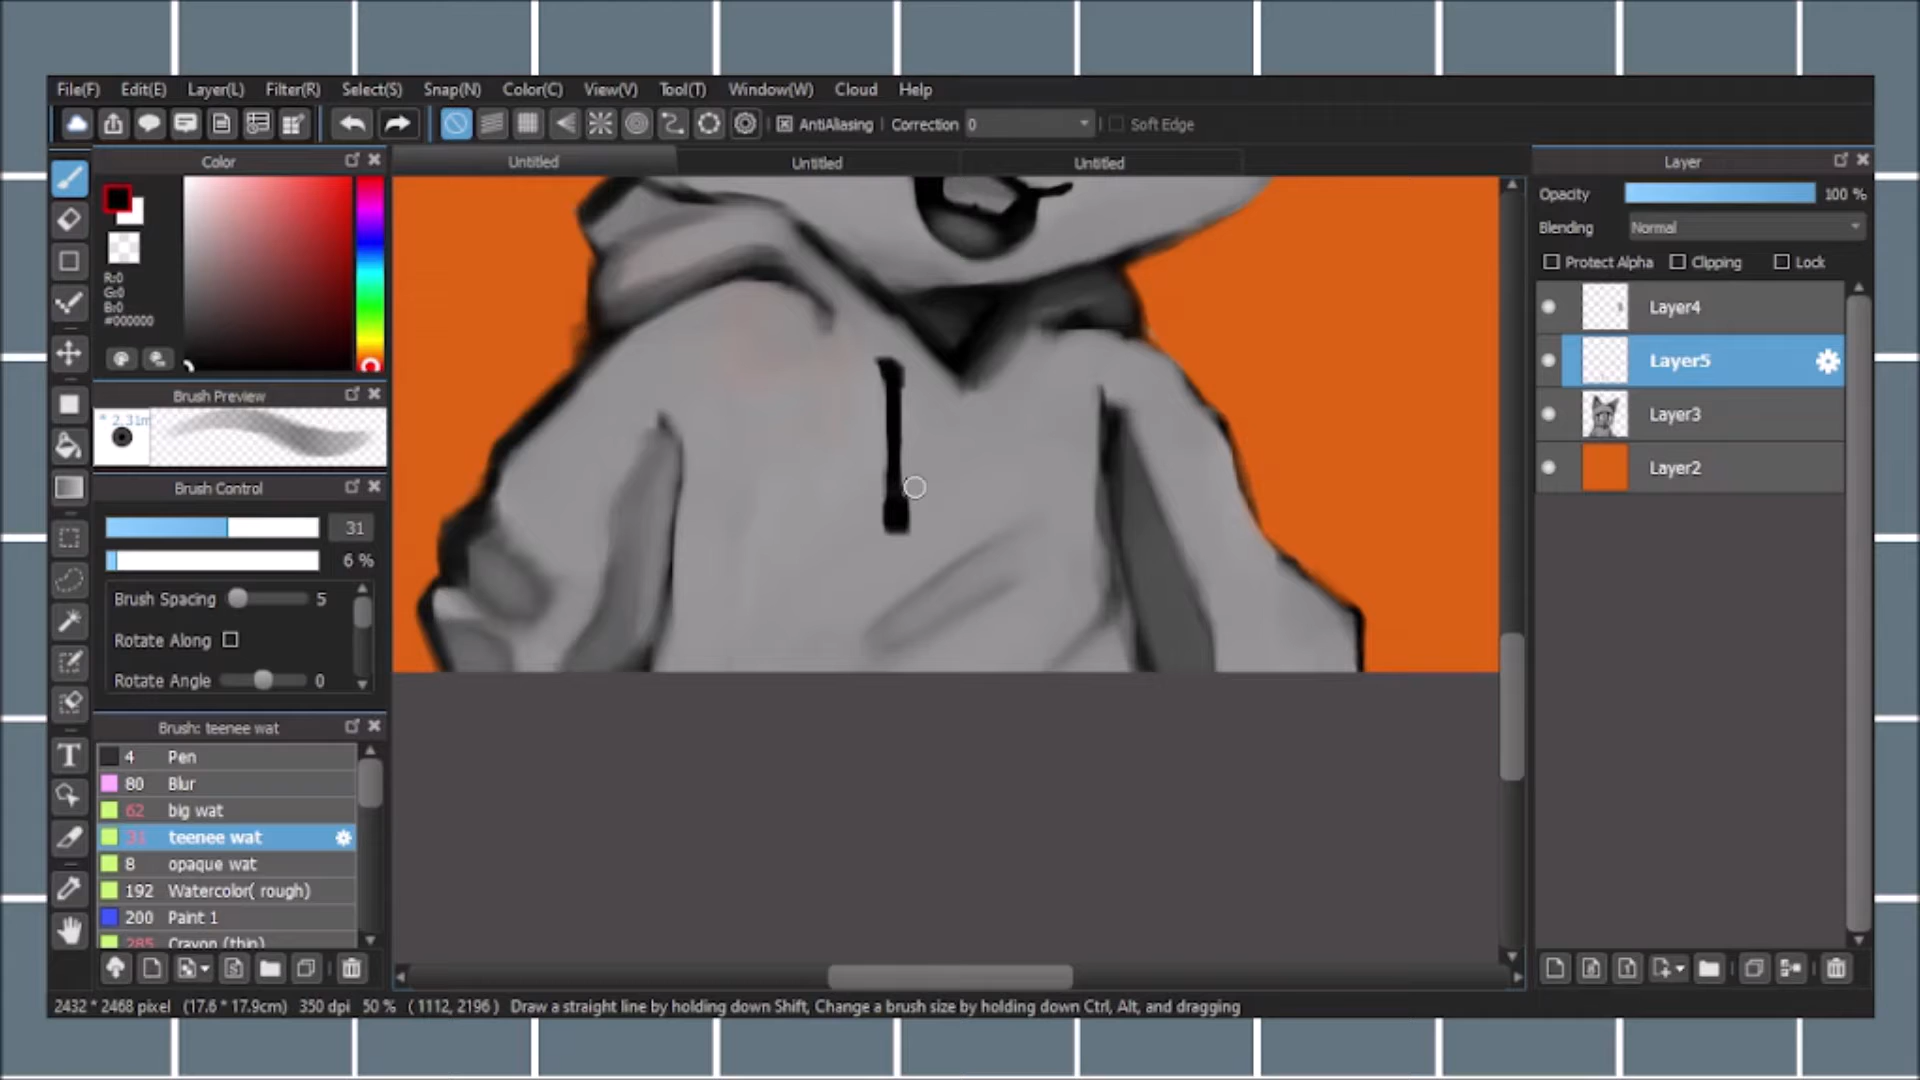 File(F) Edit(E) Layer(L) Filter(R) Select(S) Snap(N) Color(C) View(V) Tool(T) Window(W) Cloud Help
AntiAliasing Correction 0 Soft Edge
Color
R:0
G:0
B:0
#000000
Brush Preview
* 2.31m
Brush Control
31
6 %
Brush Spacing 5
Rotate Along
Rotate Angle 0
Brush: teenee wat
4 Pen
80 Blur
62 big wat
31 teenee wat
8 opaque wat
192 Watercolor( rough)
200 Paint 1
285 Crayon (thin)
Untitled Untitled Untitled
Layer
Opacity 100 %
Blending Normal
Protect Alpha Clipping Lock
Layer4
Layer5
Layer3
Layer2
2432 * 2468 pixel (17.6 * 17.9cm) 350 dpi 50 % ( 1112, 2196 ) Draw a straight line by holding down Shift, Change a brush size by holding down Ctrl, Alt, and dragging